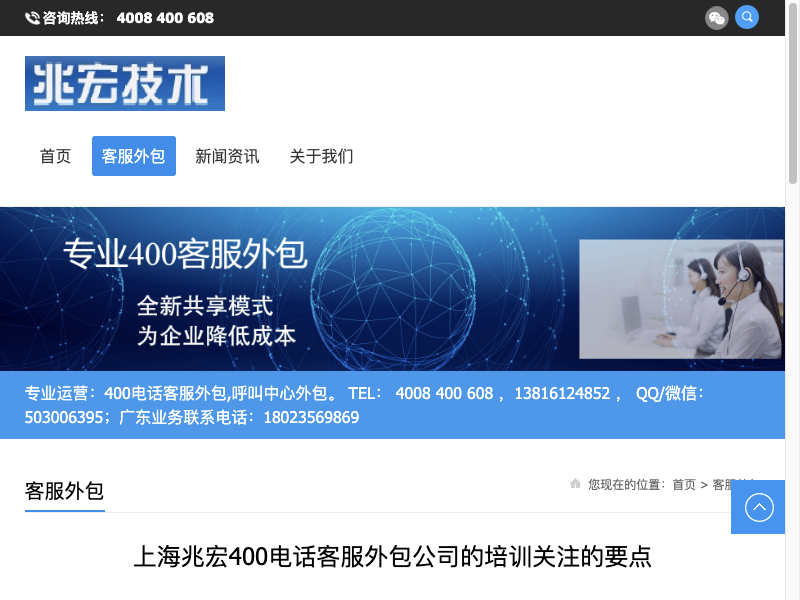 咨询热线： 4008 400 608
兆宏技术
首页 客服外包 新闻资讯 关于我们
专业400客服外包
全新共享模式
为企业降低成本
专业运营：400电话客服外包,呼叫中心外包。 TEL： 4008 400 608 ，13816124852 ， QQ/微信：
503006395；广东业务联系电话：18023569869
客服外包
您现在的位置：首页 > 客服
上海兆宏400电话客服外包公司的培训关注的要点